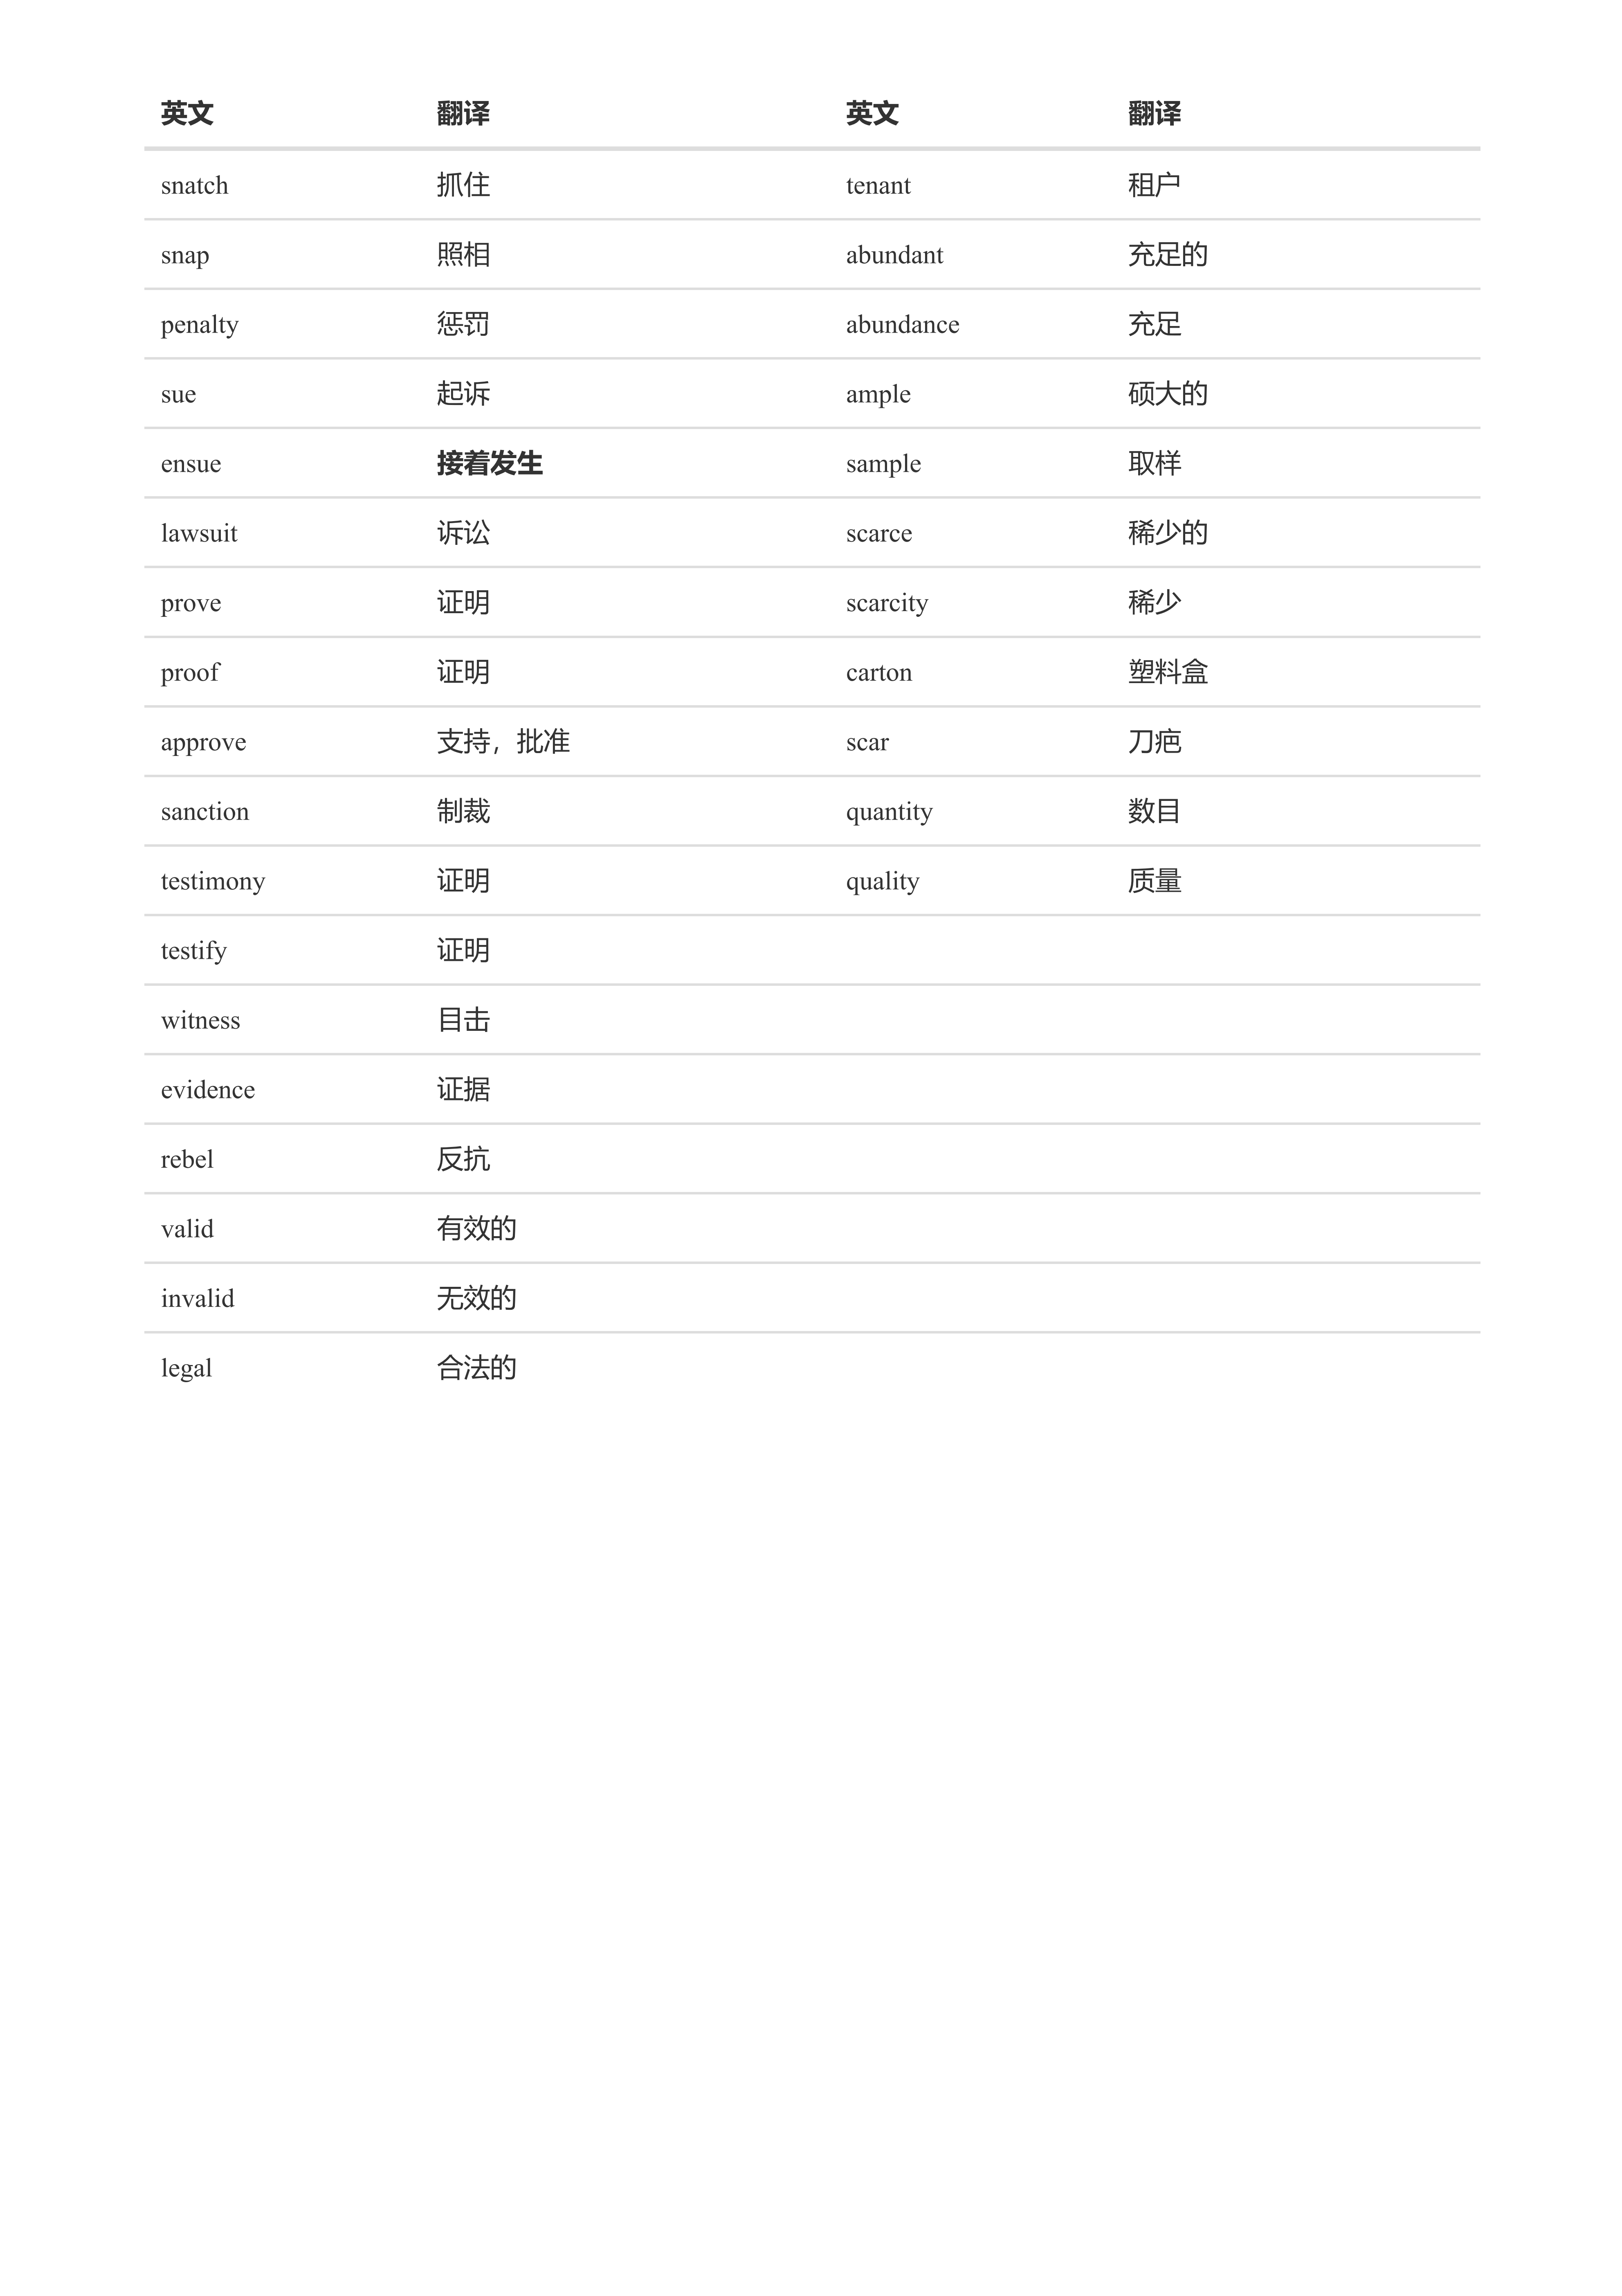 英文 翻译 英文 翻译
snatch 抓住 tenant 租户
snap 照相 abundant 充足的
penalty 惩罚 abundance 充足
sue 起诉 ample 硕大的
ensue 接着发生 sample 取样
lawsuit 诉讼 scarce 稀少的
prove 证明 scarcity 稀少
proof 证明 carton 塑料盒
approve 支持，批准 scar 刀疤
sanction 制裁 quantity 数目
testimony 证明 quality 质量
testify 证明
witness 目击
evidence 证据
rebel 反抗
valid 有效的
invalid 无效的
legal 合法的